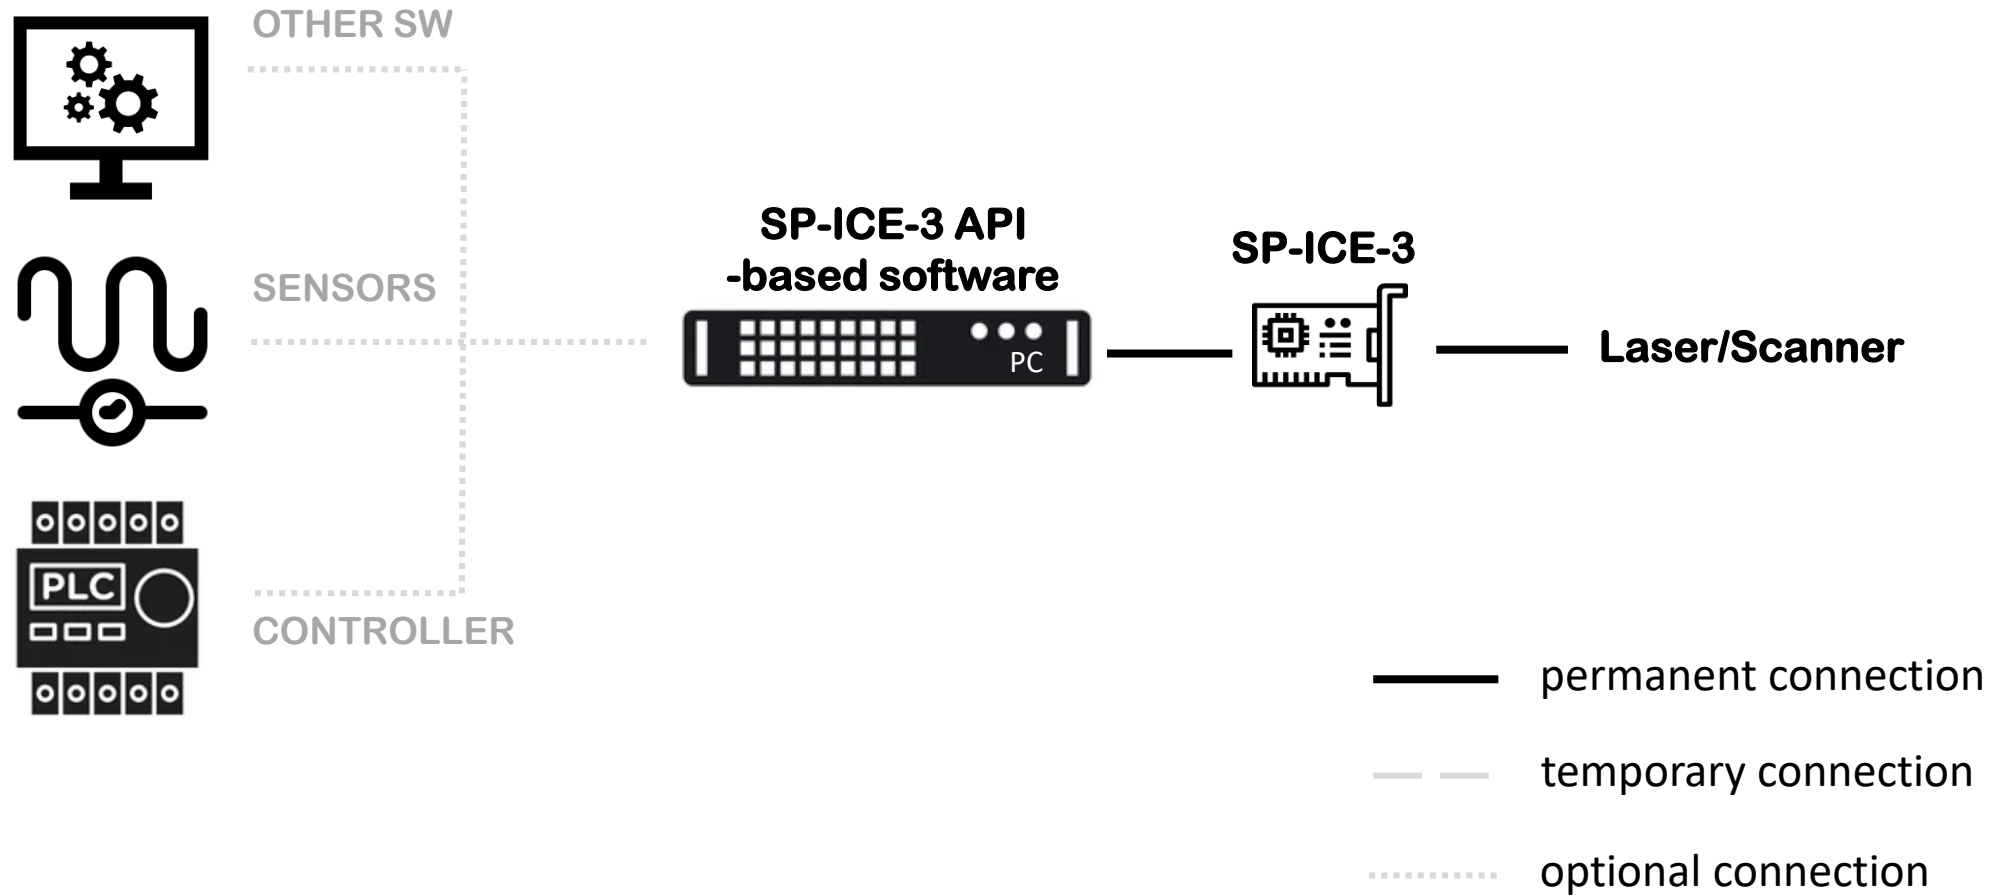 OTHER SW
SP-ICE-3 API
-based software
SP-ICE-3
SENSORS
PC
Laser/Scanner
PLC
CONTROLLER
permanent connection
temporary connection
optional connection